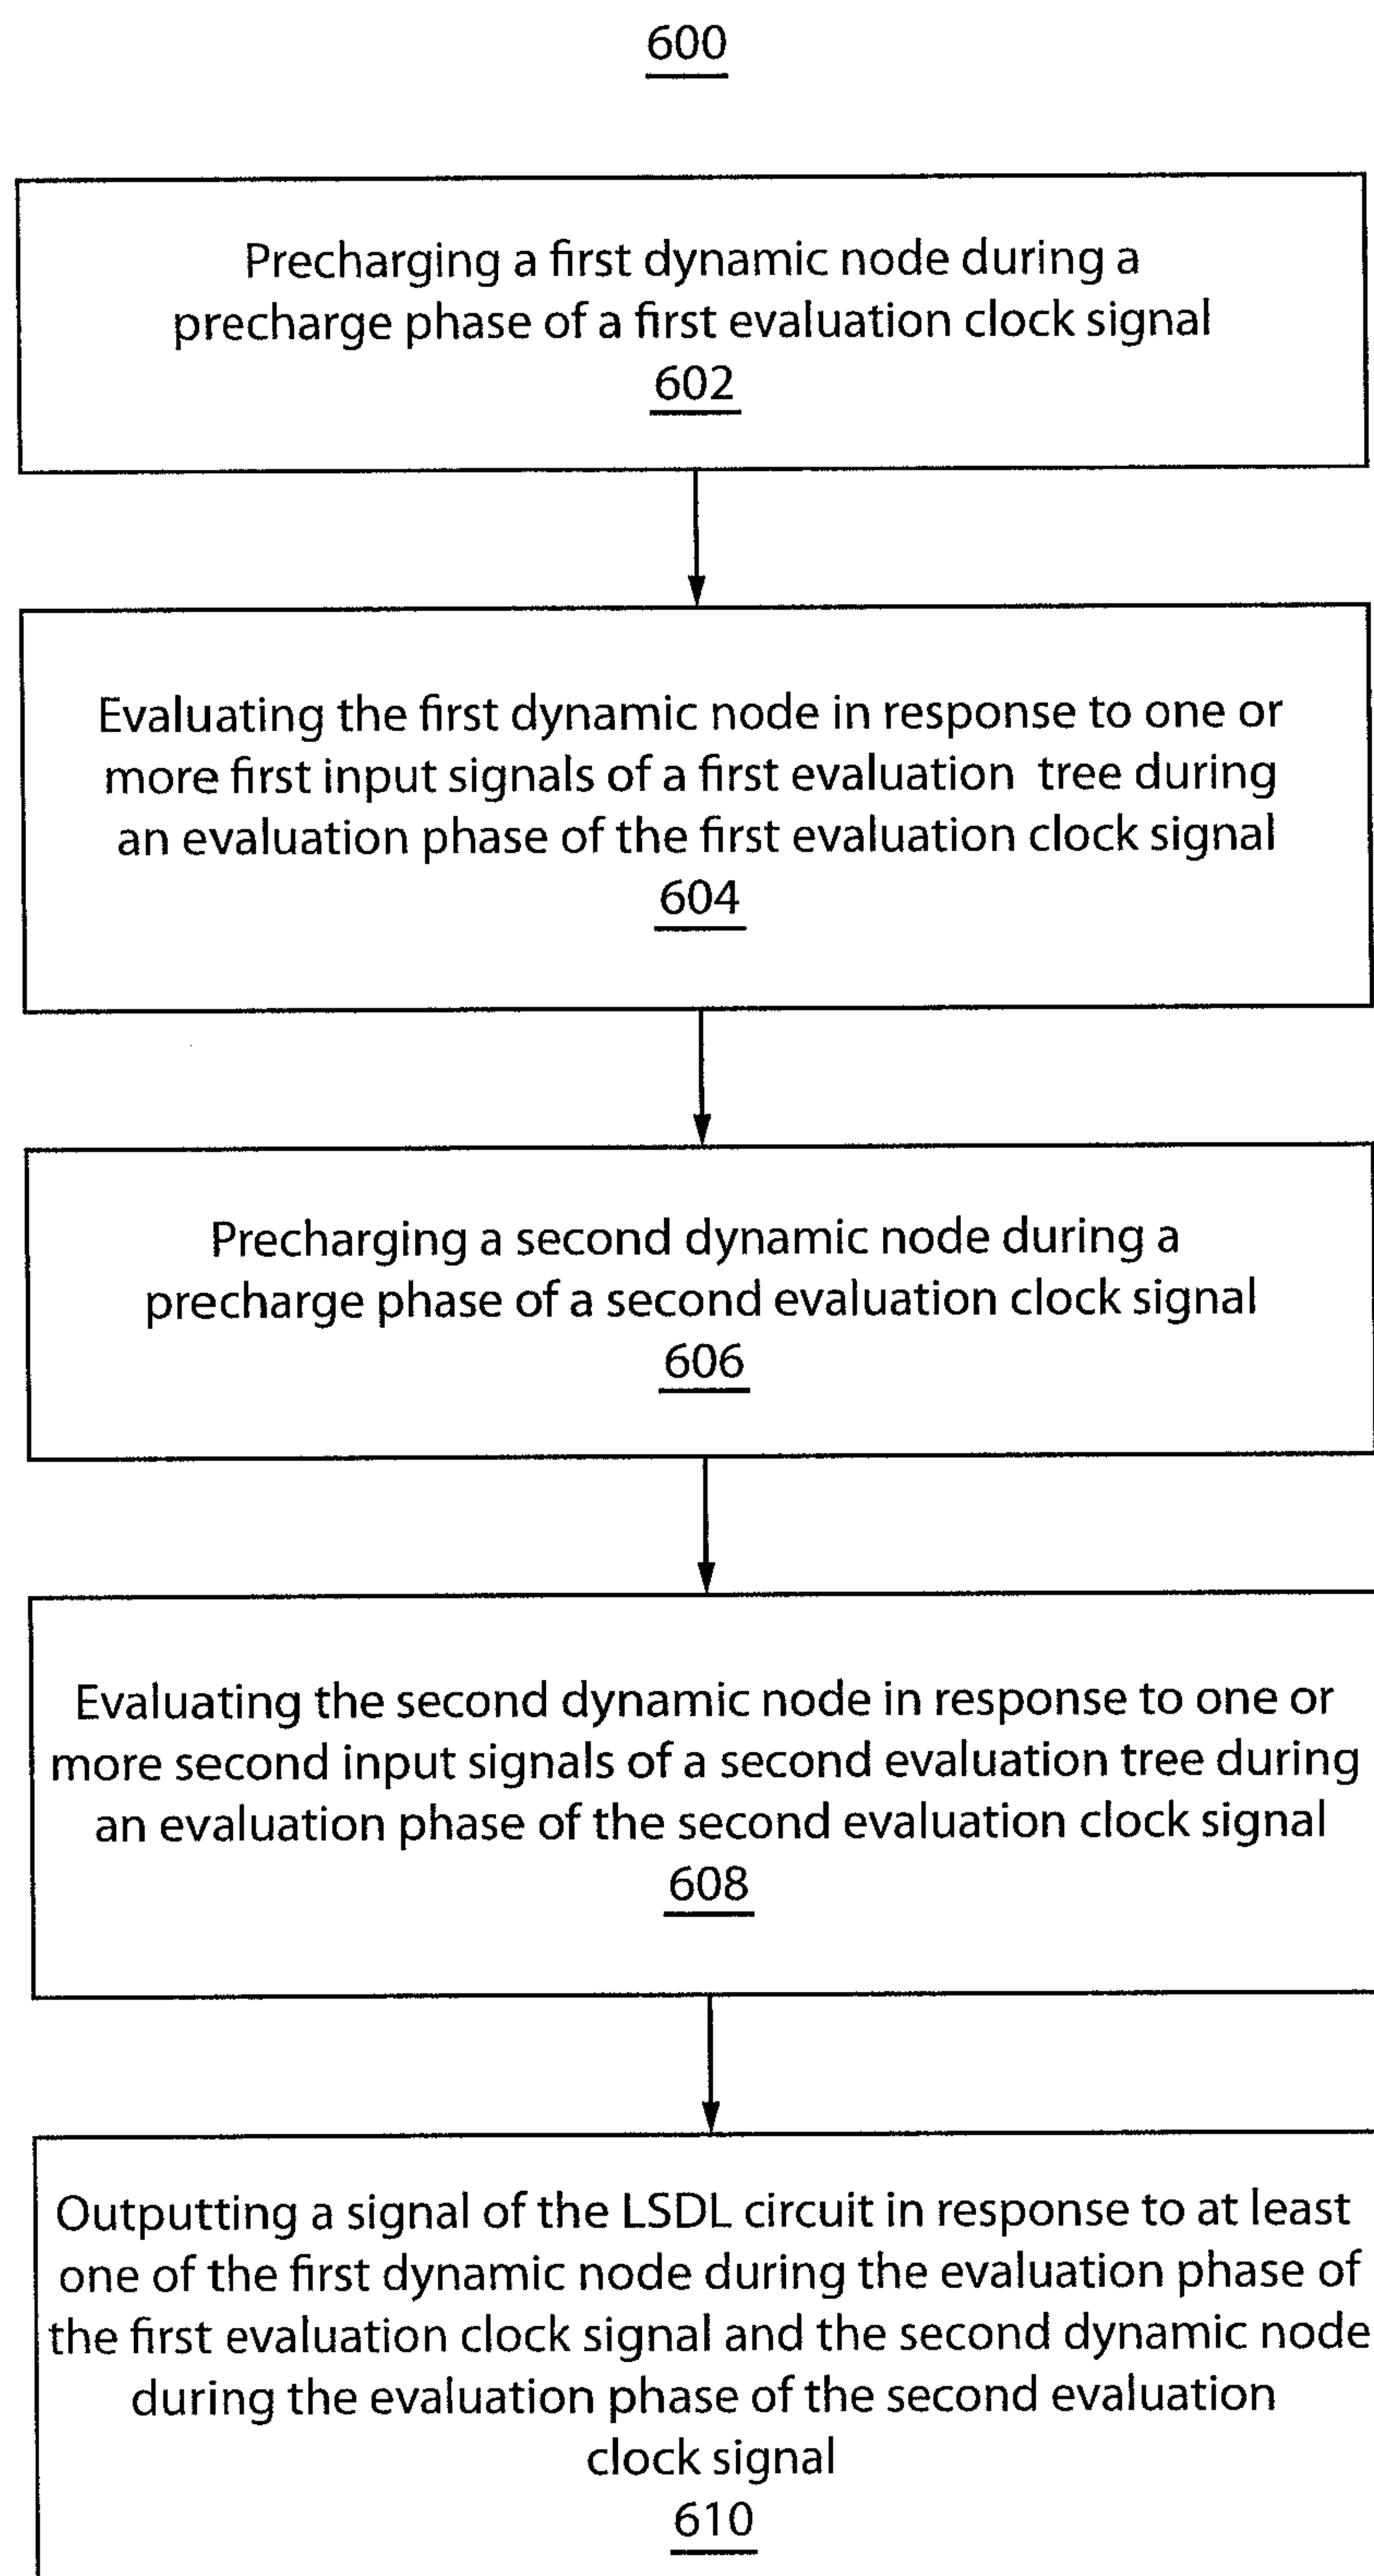 600
Precharging a first dynamic node during a
precharge phase of a first evaluation clock signal
602
Evaluating the first dynamic node in response to one or
more first input signals of a first evaluation tree during
an evaluation phase of the first evaluation clock signal
604
Precharging a second dynamic node during a
precharge phase of a second evaluation clock signal
606
Evaluating the second dynamic node in response to one or
more second input signals of a second evaluation tree during
an evaluation phase of the second evaluation clock signal
608
Outputting a signal of the LSDL circuit in response to at least
one of the first dynamic node during the evaluation phase of
the first evaluation clock signal and the second dynamic node
during the evaluation phase of the second evaluation
clock signal
610